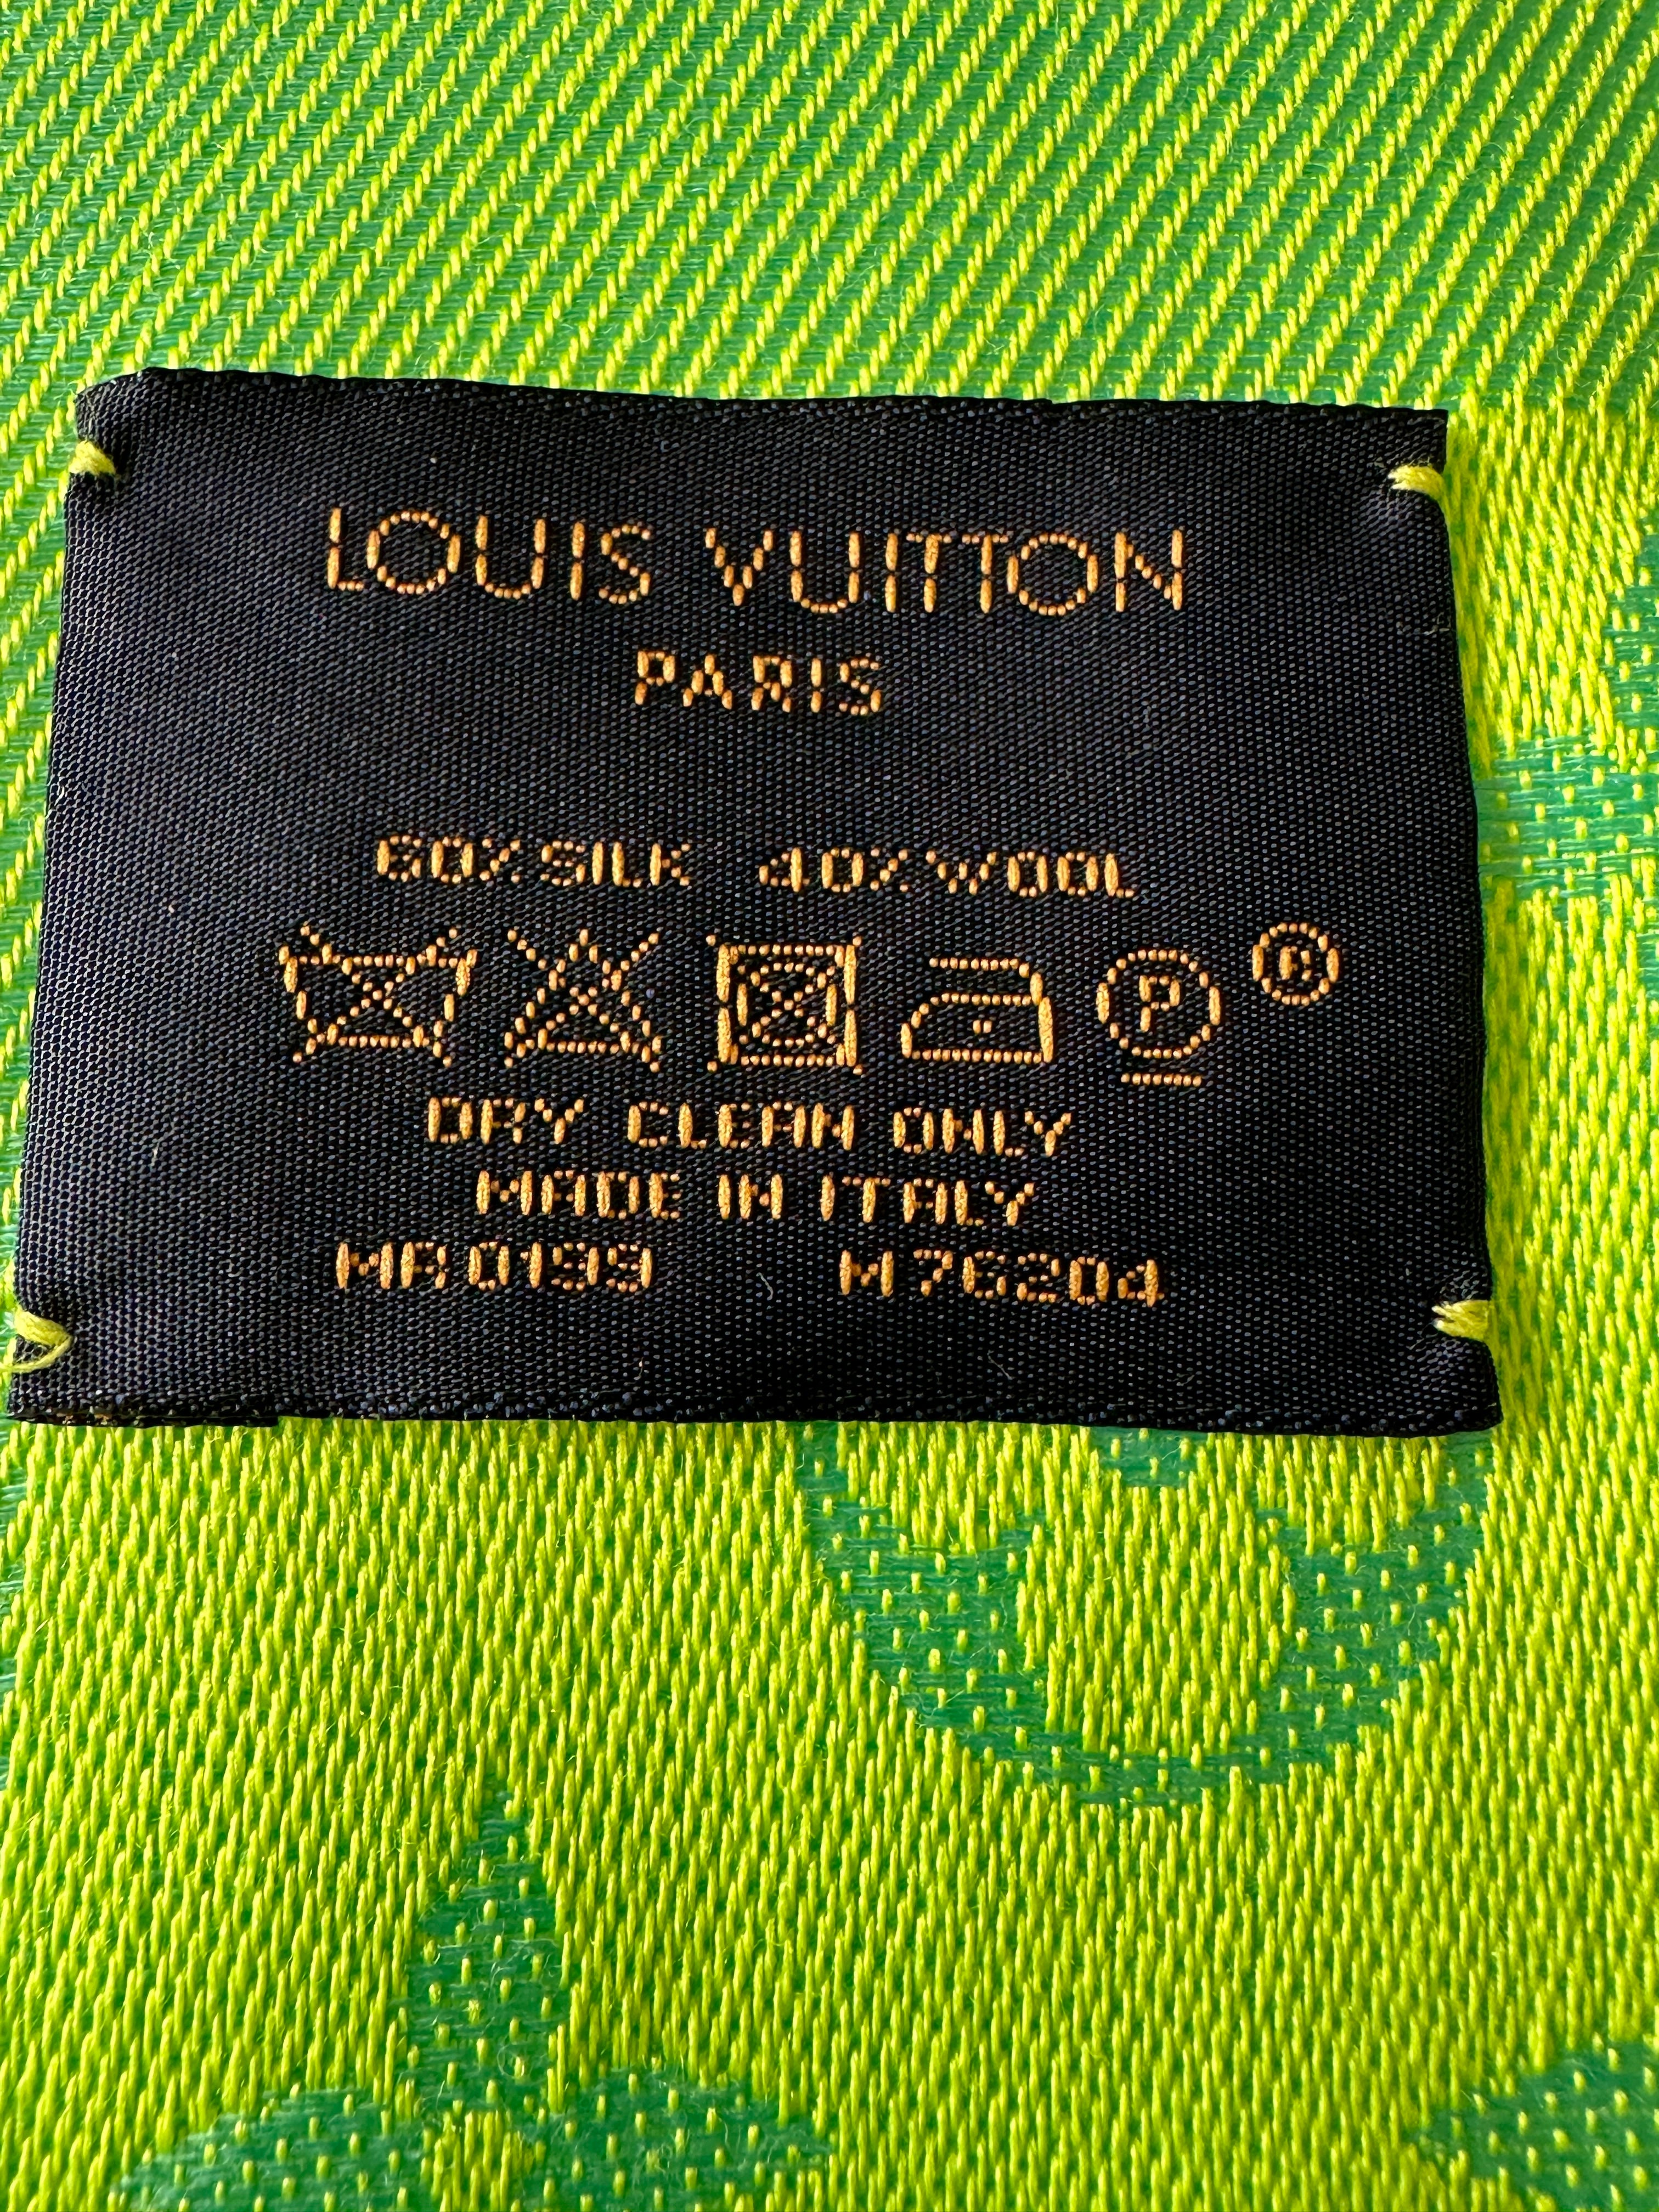 LOUIS VUITTON
PARIS
60% SILK 40% WOOL
P ®
DRY CLEAN ONLY
MADE IN ITALY
MR0199 M76204